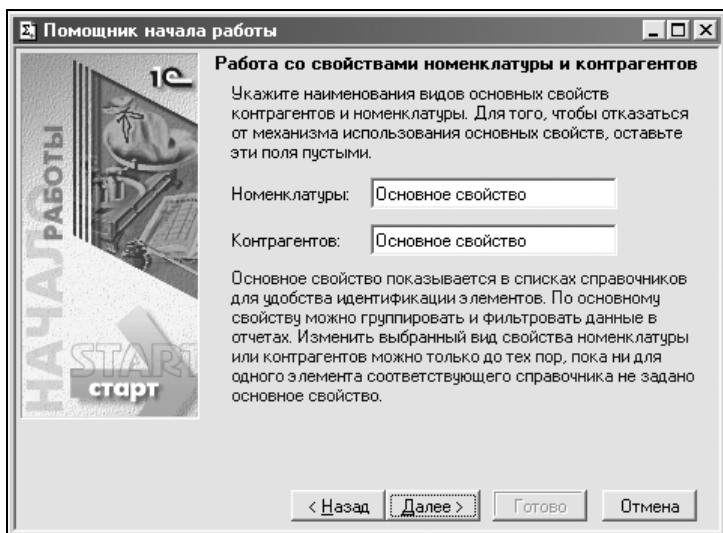 Помощник начала работы
1С
НАЧАЛО
РАБОТЫ
START
старт
Работа со свойствами номенклатуры и контрагентов
Укажите наименования видов основных свойств
контрагентов и номенклатуры. Для того, чтобы отказаться
от механизма использования основных свойств, оставьте
эти поля пустыми.
Номенклатуры: Основное свойство
Контрагентов: Основное свойство
Основное свойство показывается в списках справочников
для удобства идентификации элементов. По основному
свойству можно группировать и фильтровать данные в
отчетах. Изменить выбранный вид свойства номенклатуры
или контрагентов можно только до тех пор, пока ни для
одного элемента соответствующего справочника не задано
основное свойство.
< Назад Далее > Готово Отмена